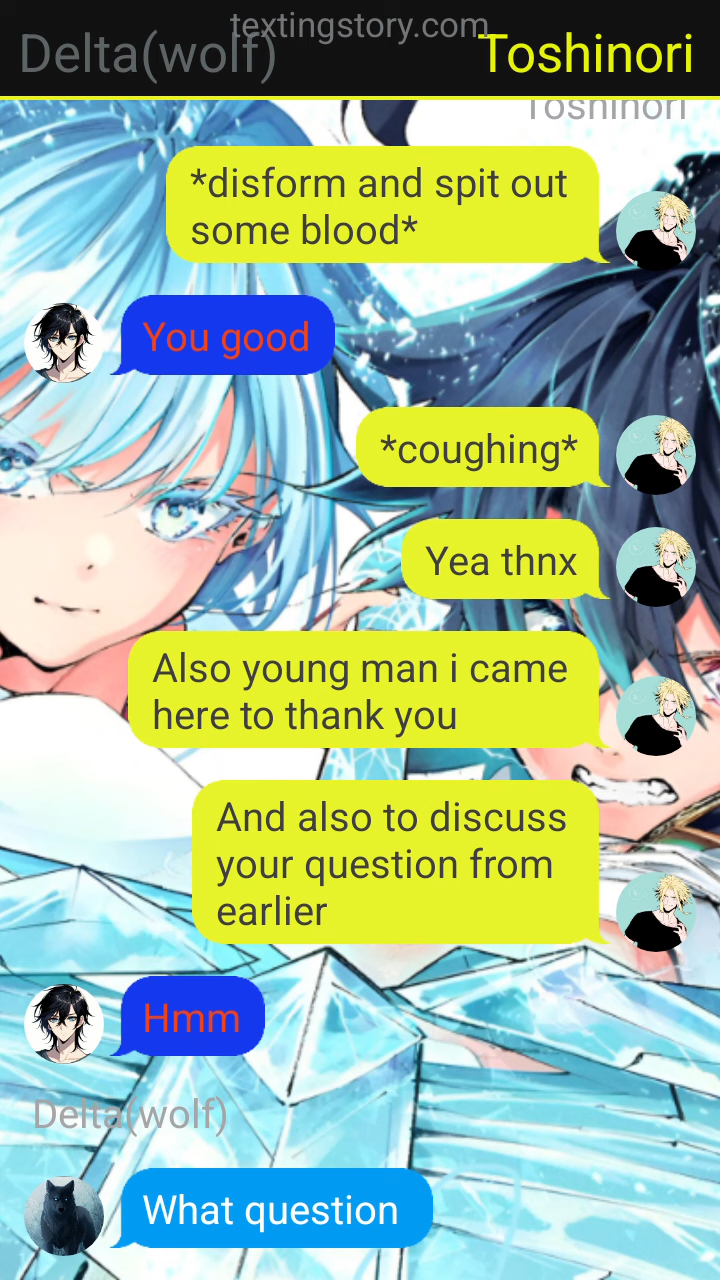 textingstory.com
Delta(wolf)
Toshinori
Toshinori
*disform and spit out
some blood*
You good
*coughing*
Yea thnx
Also young man i came
here to thank you
And also to discuss
your question from
earlier
Hmm
Delta(wolf)
What question